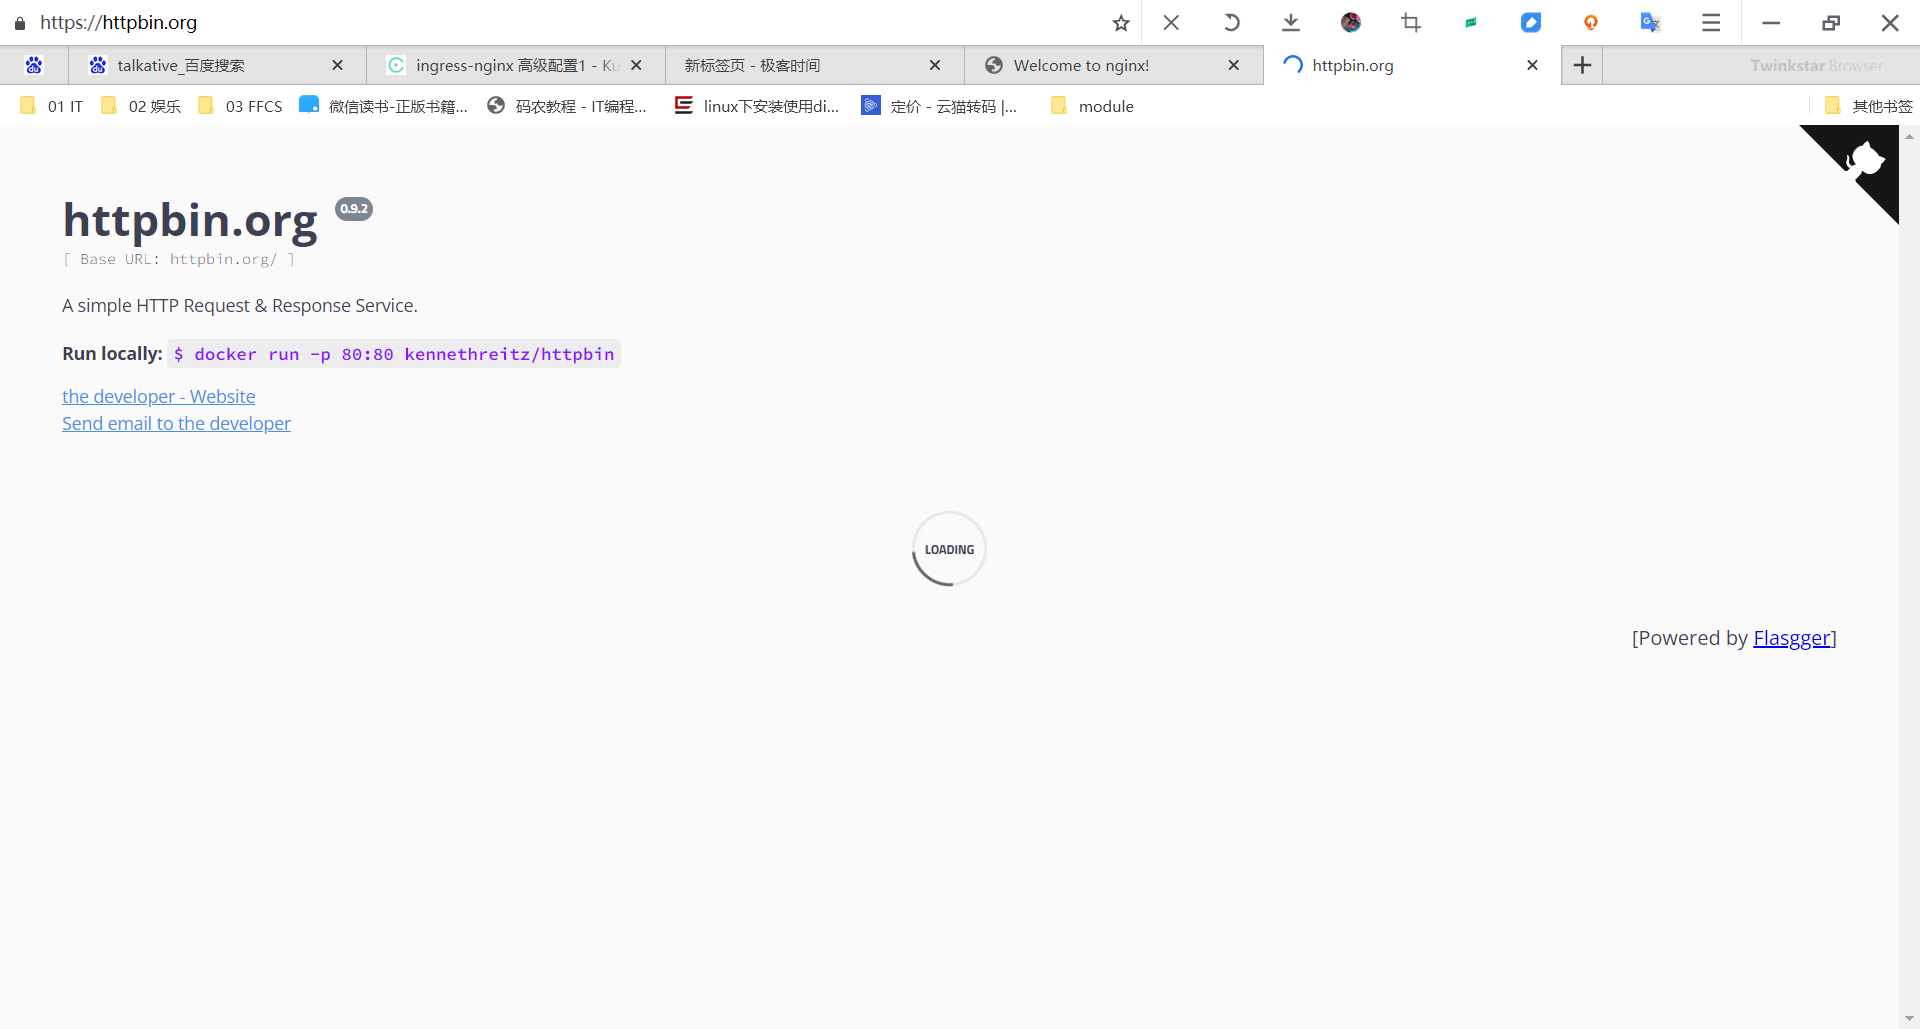 https://httpbin.org
talkative_百度搜索
ingress-nginx 高级配置1 - Ku
新标签页 - 极客时间
Welcome to nginx!
httpbin.org
Twinkstar Browser
01 IT
02 娱乐
03 FFCS
微信读书-正版书籍...
码农教程 - IT编程...
linux下安装使用di...
定价 - 云猫转码 |...
module
其他书签
httpbin.org 0.9.2
[ Base URL: httpbin.org/ ]
A simple HTTP Request & Response Service.
Run locally: $ docker run -p 80:80 kennethreitz/httpbin
the developer - Website
Send email to the developer
LOADING
[Powered by Flasgger]